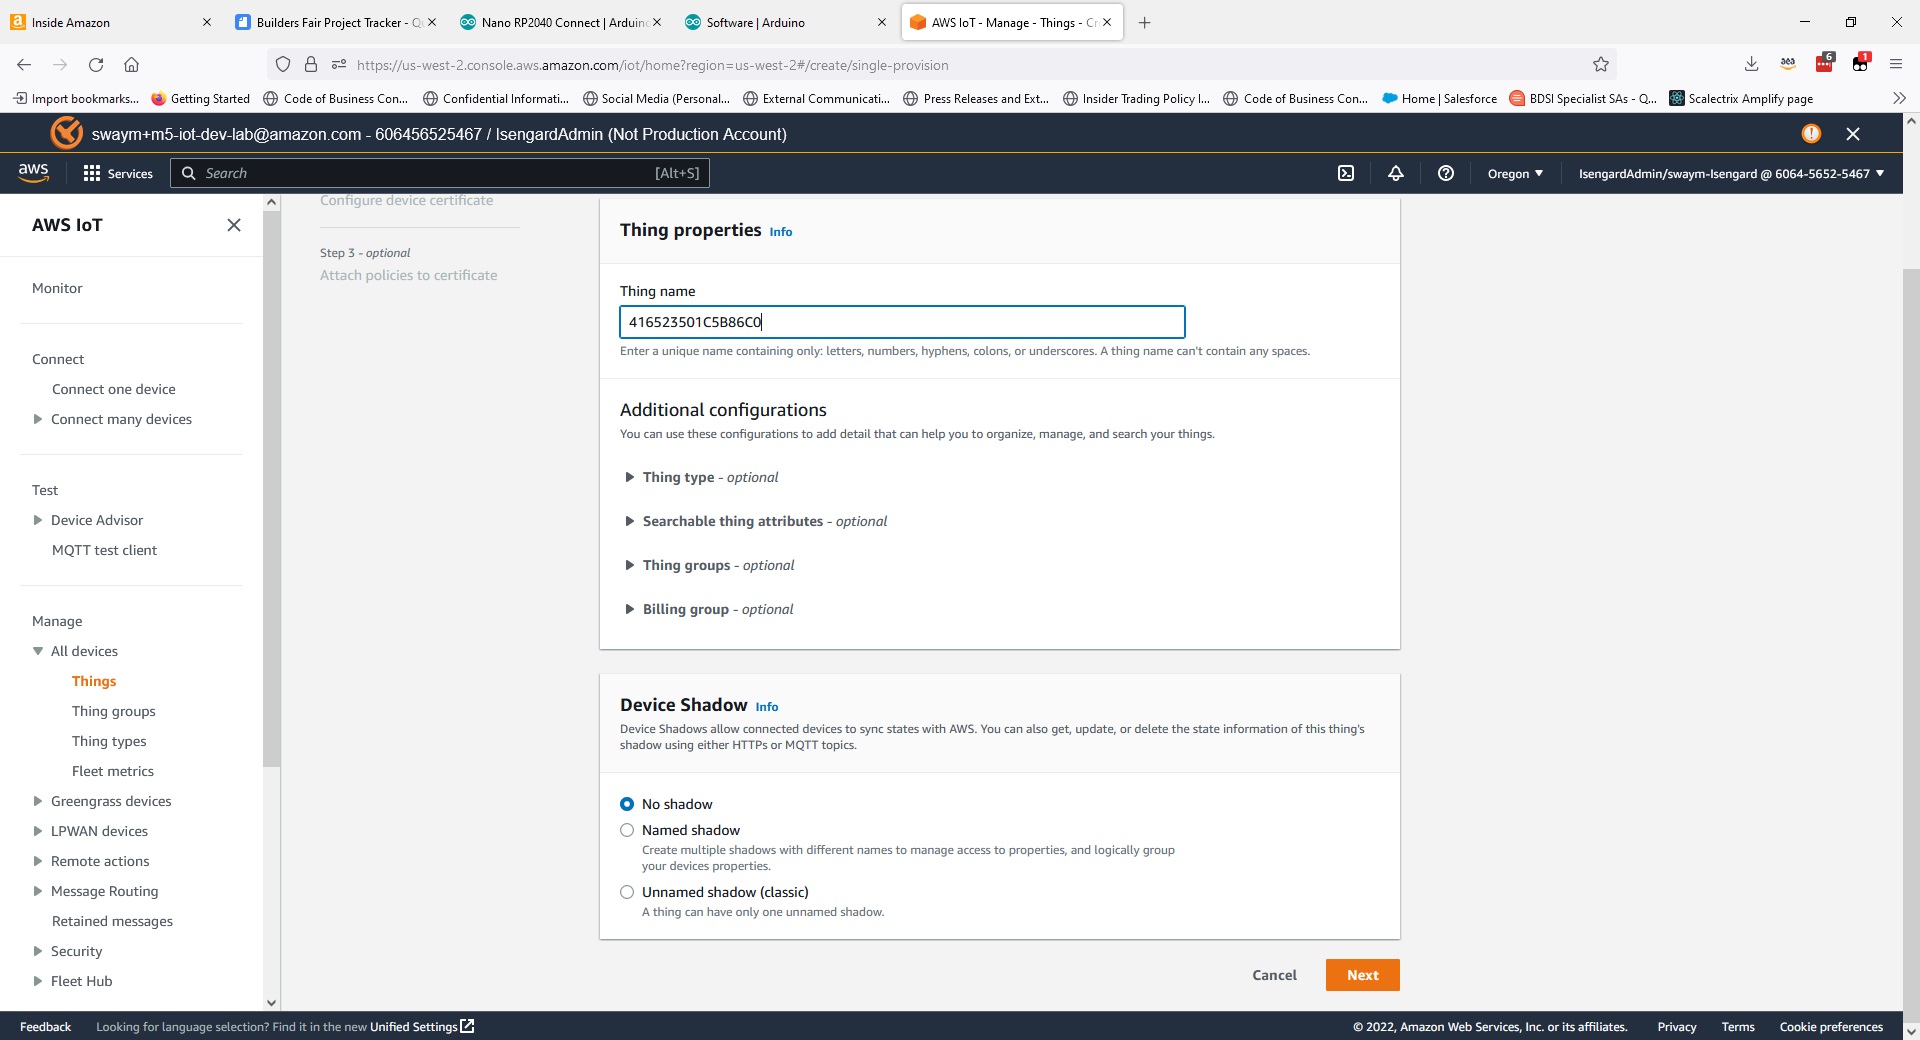 Inside Amazon
Builders Fair Project Tracker - Qu
Nano RP2040 Connect | Arduino
Software | Arduino
AWS IoT - Manage - Things - Cr
https://us-west-2.console.aws.amazon.com/iot/home?region=us-west-2#/create/single-provision
6
1
Import bookmarks...
Getting Started
Code of Business Con...
Confidential Informati...
Social Media (Personal...
External Communicati...
Press Releases and Ext...
Insider Trading Policy I...
Code of Business Con...
Home | Salesforce
BDSI Specialist SAs - Q...
Scalectrix Amplify page
swaym+m5-iot-dev-lab@amazon.com - 606456525467 / IsengardAdmin (Not Production Account)
aws
Services
Search
[Alt+S]
Oregon
IsengardAdmin/swaym-Isengard @ 6064-5652-5467
AWS IoT
Monitor
Connect
Connect one device
Connect many devices
Test
Device Advisor
MQTT test client
Manage
All devices
Things
Thing groups
Thing types
Fleet metrics
Greengrass devices
LPWAN devices
Remote actions
Message Routing
Retained messages
Security
Fleet Hub
Configure device certificate
Step 3 - optional
Attach policies to certificate
Thing properties Info
Thing name
416523501C5B86C0
Enter a unique name containing only: letters, numbers, hyphens, colons, or underscores. A thing name can't contain any spaces.
Additional configurations
You can use these configurations to add detail that can help you to organize, manage, and search your things.
Thing type - optional
Searchable thing attributes - optional
Thing groups - optional
Billing group - optional
Device Shadow Info
Device Shadows allow connected devices to sync states with AWS. You can also get, update, or delete the state information of this thing's
shadow using either HTTPs or MQTT topics.
No shadow
Named shadow
Create multiple shadows with different names to manage access to properties, and logically group
your devices properties.
Unnamed shadow (classic)
A thing can have only one unnamed shadow.
Cancel
Next
Feedback
Looking for language selection? Find it in the new Unified Settings
© 2022, Amazon Web Services, Inc. or its affiliates.
Privacy
Terms
Cookie preferences